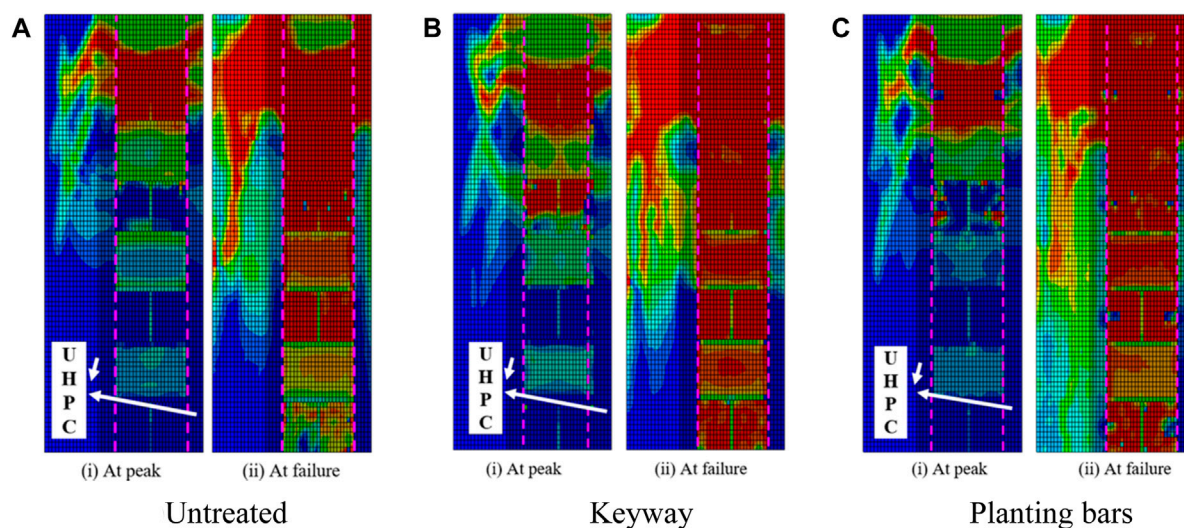 A
U
H
P
C
(i) At peak
(ii) At failure
Untreated
B
U
H
P
C
(i) At peak
(ii) At failure
Keyway
C
U
H
P
C
(i) At peak
(ii) At failure
Planting bars